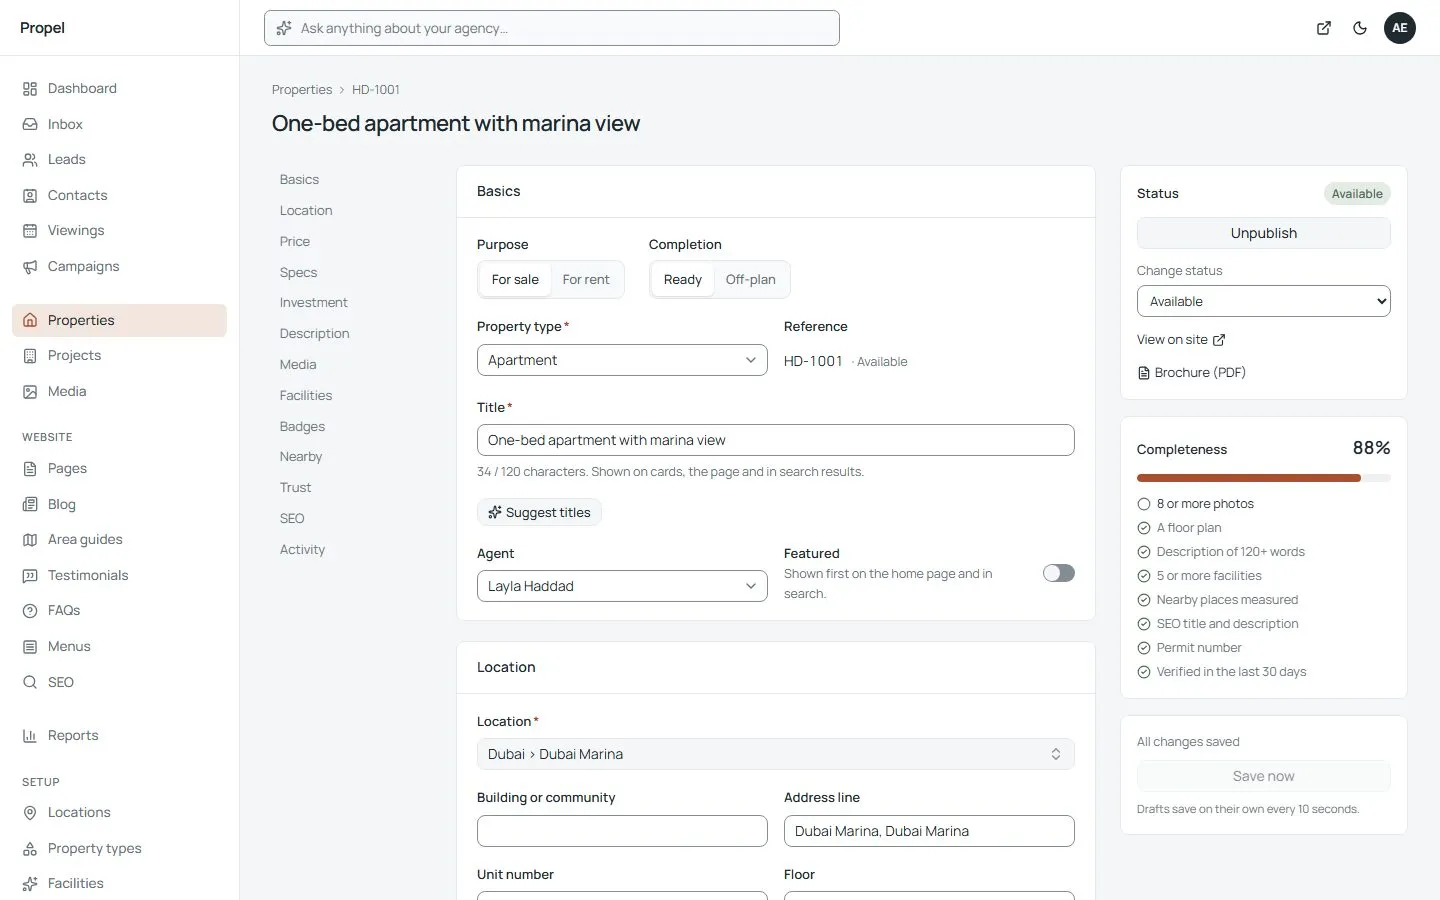 Propel
Ask anything about your agency…
AE
Dashboard
Inbox
Leads
Contacts
Viewings
Campaigns
Properties
Projects
Media
WEBSITE
Pages
Blog
Area guides
Testimonials
FAQs
Menus
SEO
Reports
SETUP
Locations
Property types
Facilities
Properties > HD-1001
One-bed apartment with marina view
Basics
Location
Price
Specs
Investment
Description
Media
Facilities
Badges
Nearby
Trust
SEO
Activity
Basics
Purpose
Completion
For sale
For rent
Ready
Off-plan
Property type*
Reference
Apartment
HD-1001 · Available
Title*
One-bed apartment with marina view
34 / 120 characters. Shown on cards, the page and in search results.
Suggest titles
Agent
Featured
Layla Haddad
Shown first on the home page and in
search.
Location
Location*
Dubai > Dubai Marina
Building or community
Address line
Dubai Marina, Dubai Marina
Unit number
Floor
Status
Available
Unpublish
Change status
Available
View on site
Brochure (PDF)
Completeness
88%
8 or more photos
A floor plan
Description of 120+ words
5 or more facilities
Nearby places measured
SEO title and description
Permit number
Verified in the last 30 days
All changes saved
Save now
Drafts save on their own every 10 seconds.